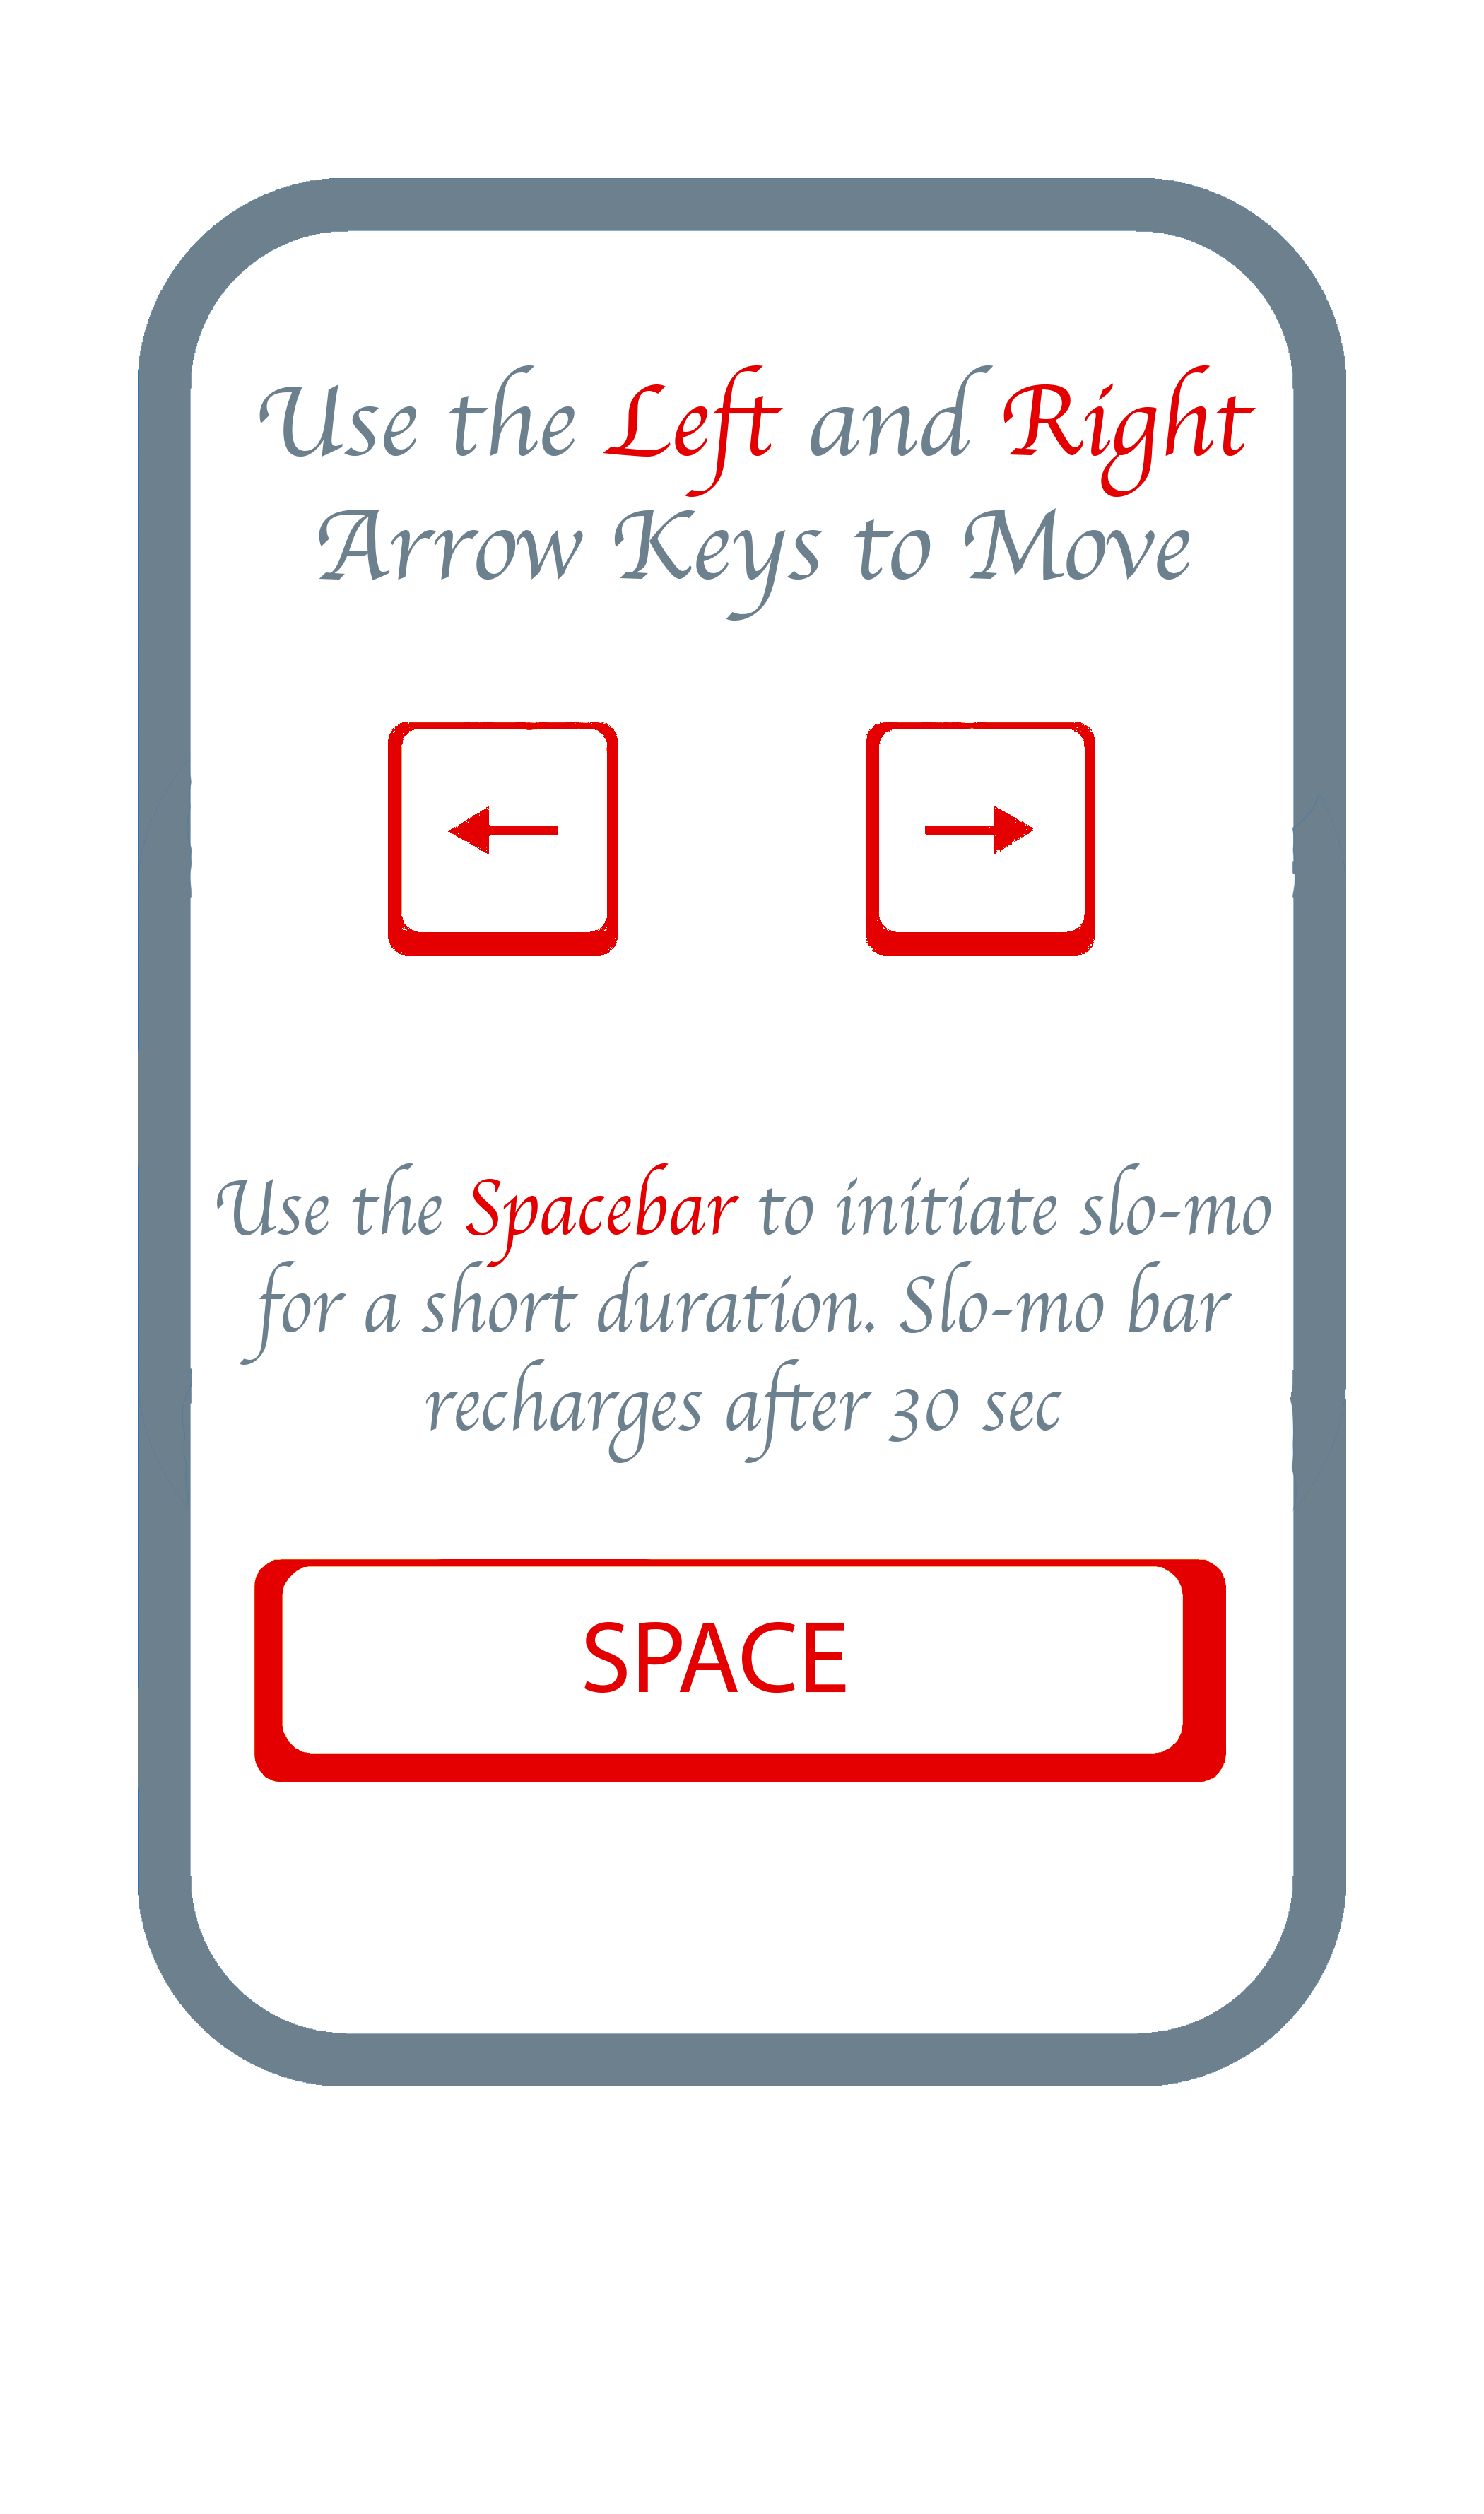 Use the Left and Right
Arrow Keys to Move
Use the Spacebar to initiate slo-mo
for a short duration. Slo-mo bar
recharges after 30 sec
SPACE